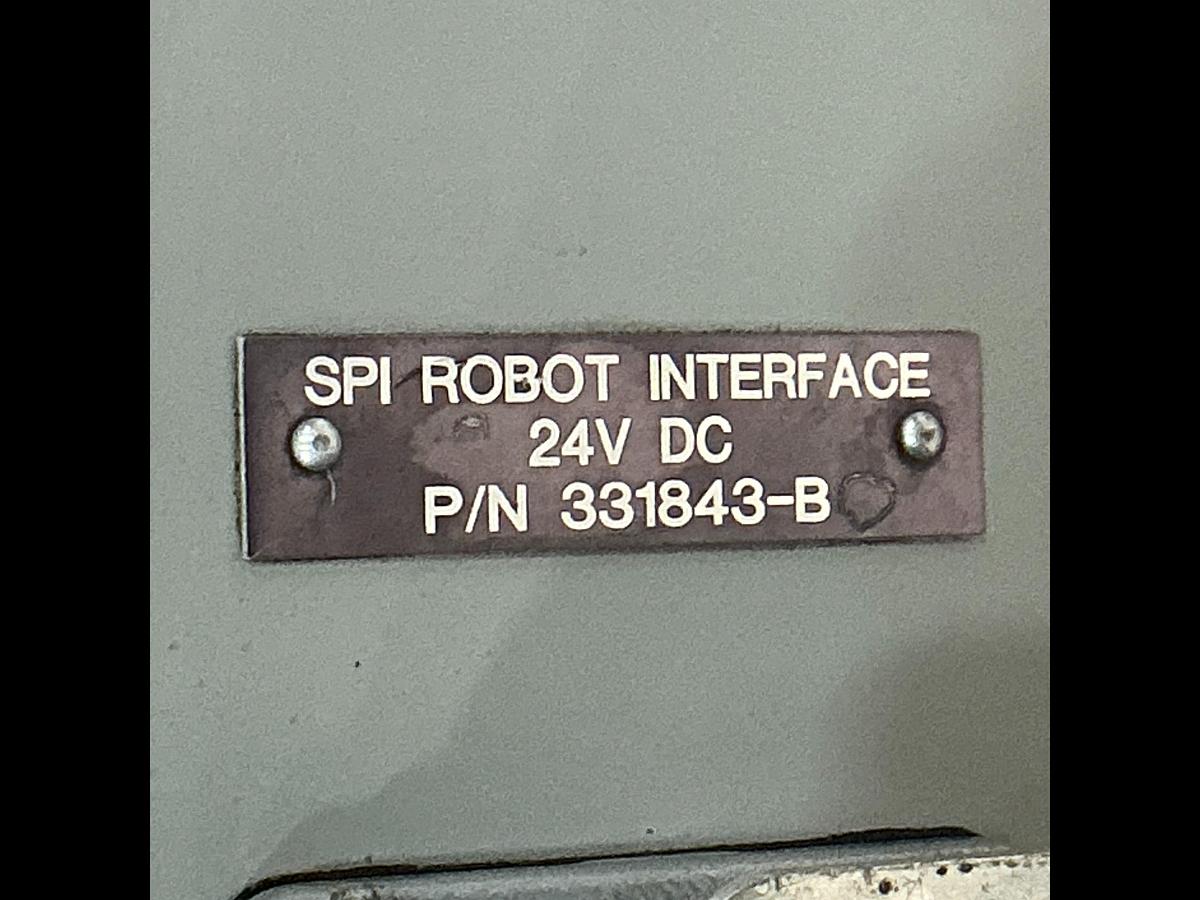 SPI ROBOT INTERFACE
24V DC
P/N 331843-B